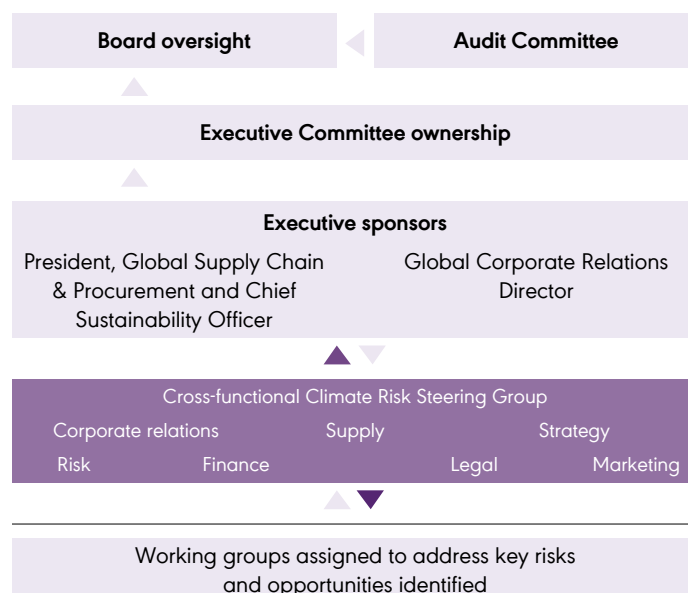 Board oversight
Audit Committee
Executive Committee ownership
Executive sponsors
President, Global Supply Chain
& Procurement and Chief
Sustainability Officer
Global Corporate Relations
Director
Cross-functional Climate Risk Steering Group
Corporate relations Supply Strategy
Risk Finance Legal Marketing
Working groups assigned to address key risks
and opportunities identified